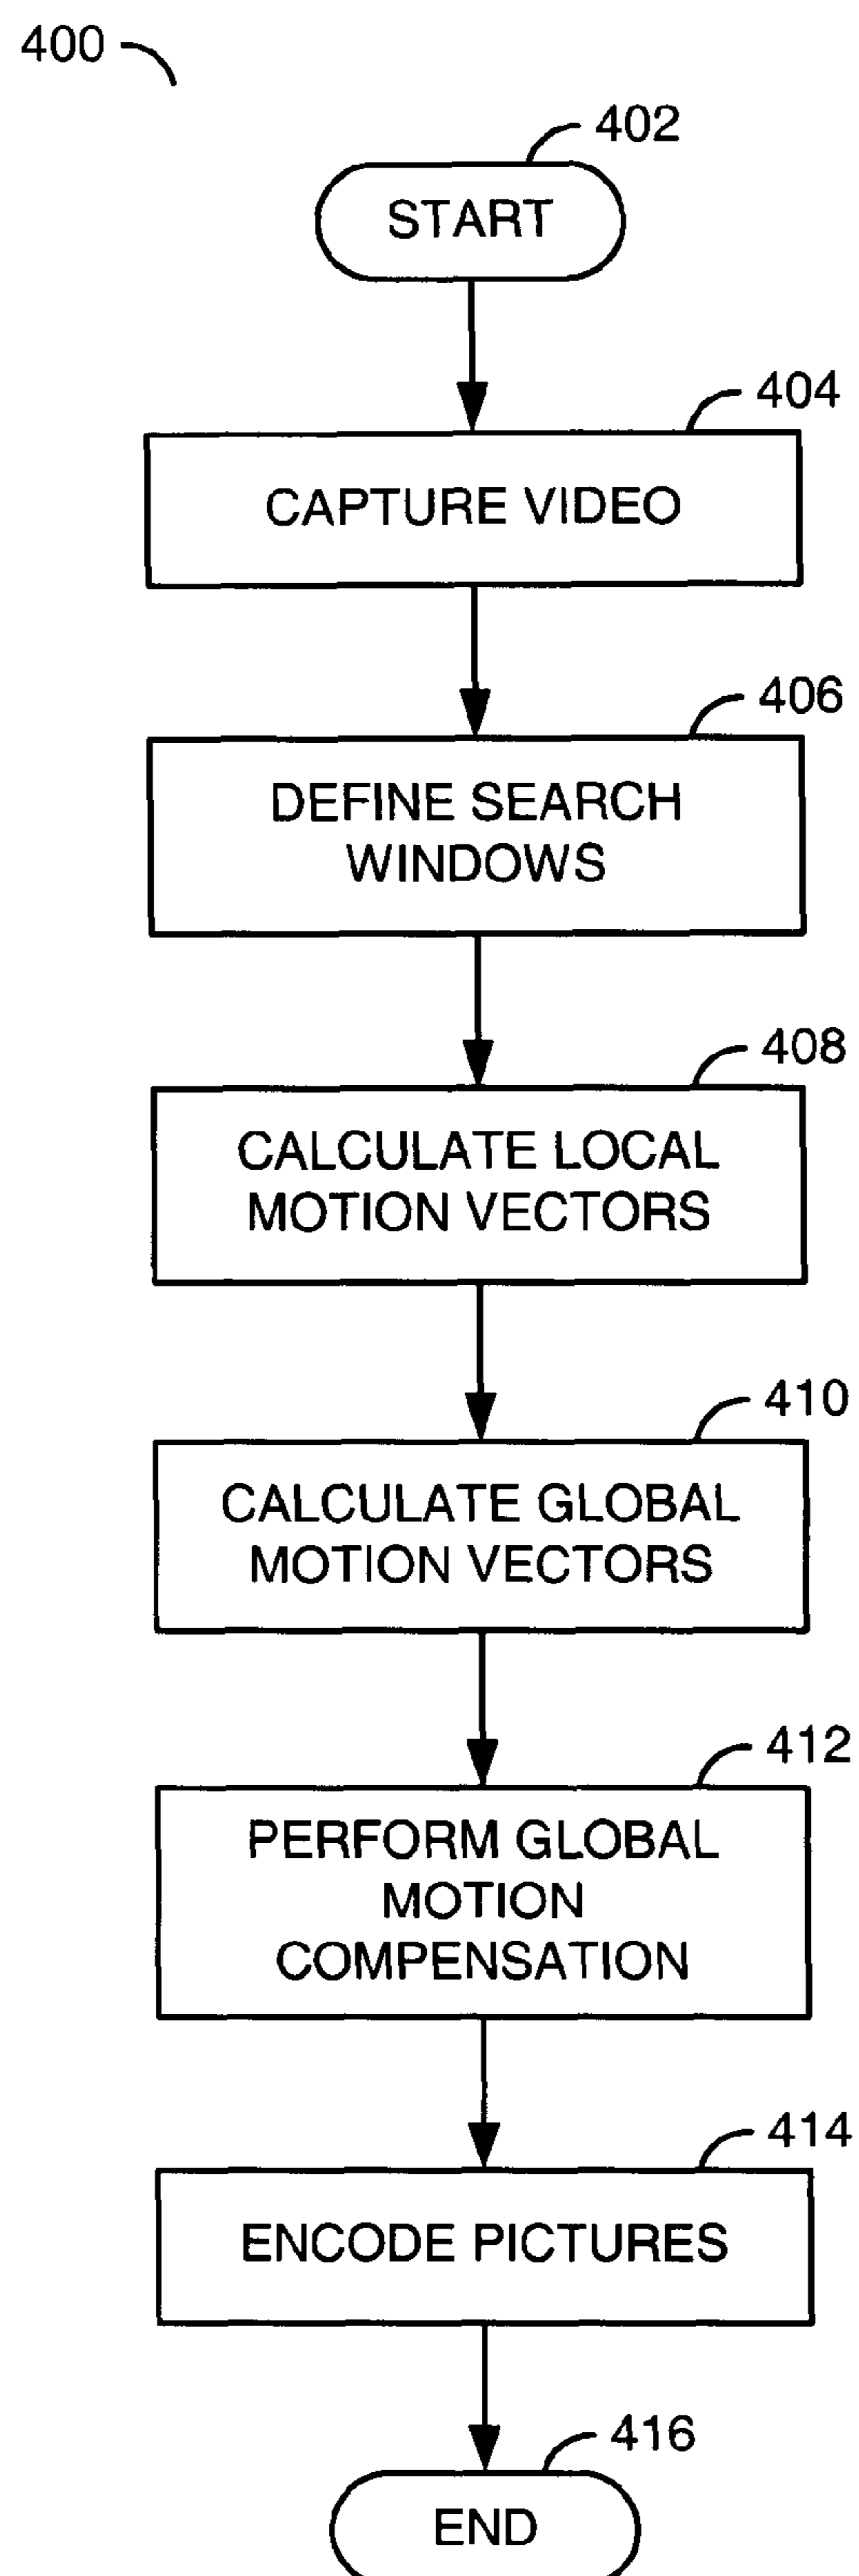 400
402
START
404
CAPTURE VIDEO
406
DEFINE SEARCH
WINDOWS
408
CALCULATE LOCAL
MOTION VECTORS
410
CALCULATE GLOBAL
MOTION VECTORS
412
PERFORM GLOBAL
MOTION
COMPENSATION
414
ENCODE PICTURES
416
END